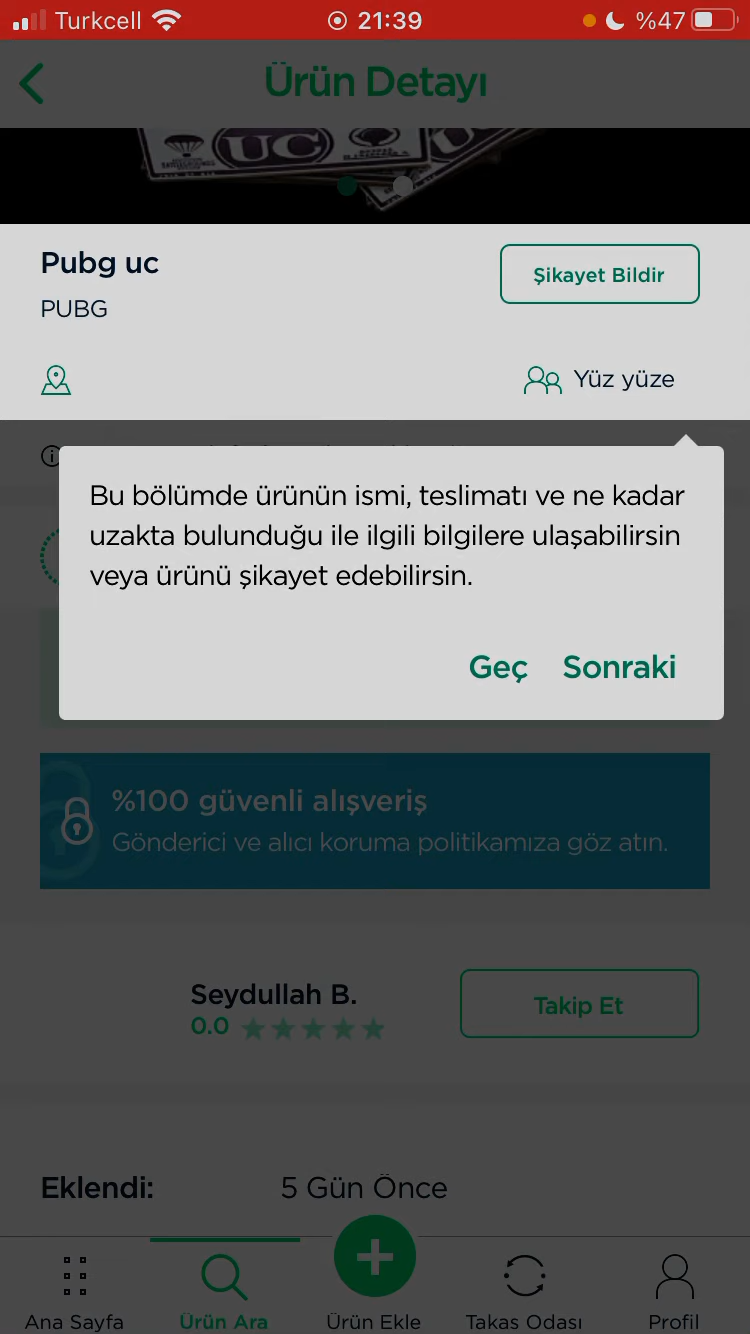 Turkcell 21:39 %47
Ürün Detayı
UC
Pubg uc
Şikayet Bildir
PUBG
Yüz yüze
Bu bölümde ürünün ismi, teslimatı ve ne kadar
uzakta bulunduğu ile ilgili bilgilere ulaşabilirsin
veya ürünü şikayet edebilirsin.
Geç Sonraki
%100 güvenli alışveriş
Gönderici ve alıcı koruma politikamıza göz atın.
Seydullah B.
0.0
Takip Et
Eklendi: 5 Gün Önce
Ana Sayfa Ürün Ara Ürün Ekle Takas Odası Profil